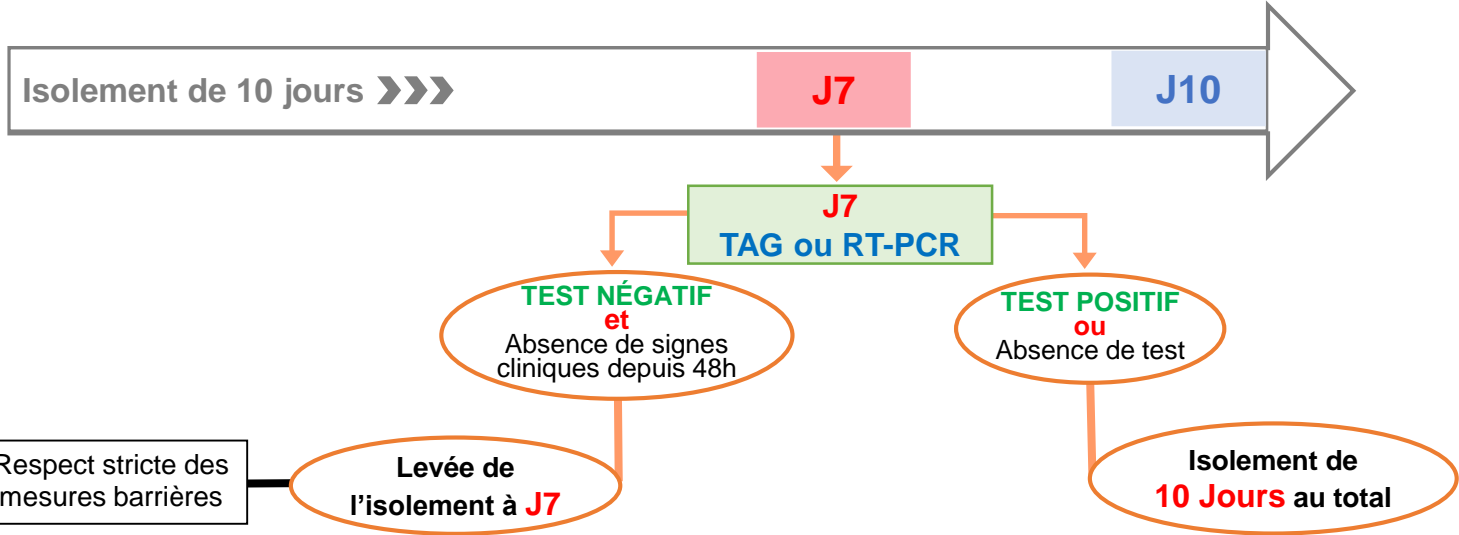 Isolement de 10 jours
J7
J10
J7
TAG ou RT-PCR
TEST NÉGATIF
et
Absence de signes
cliniques depuis 48h
TEST POSITIF
ou
Absence de test
Respect stricte des
mesures barrières
Levée de
l’isolement à J7
Isolement de
10 Jours au total